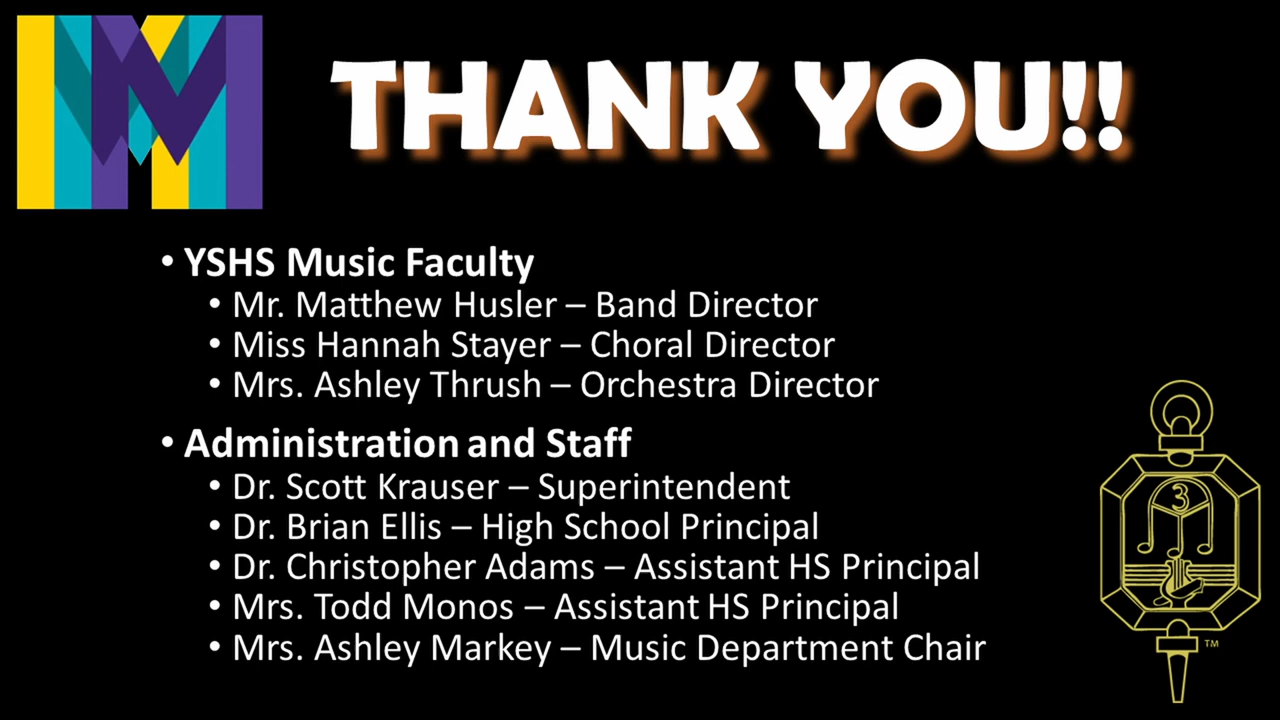 THANK YOU!!
• YSHS Music Faculty
• Mr. Matthew Husler – Band Director
• Miss Hannah Stayer – Choral Director
• Mrs. Ashley Thrush – Orchestra Director
• Administration and Staff
• Dr. Scott Krauser – Superintendent
• Dr. Brian Ellis – High School Principal
• Dr. Christopher Adams – Assistant HS Principal
• Mrs. Todd Monos – Assistant HS Principal
• Mrs. Ashley Markey – Music Department Chair
3
TM